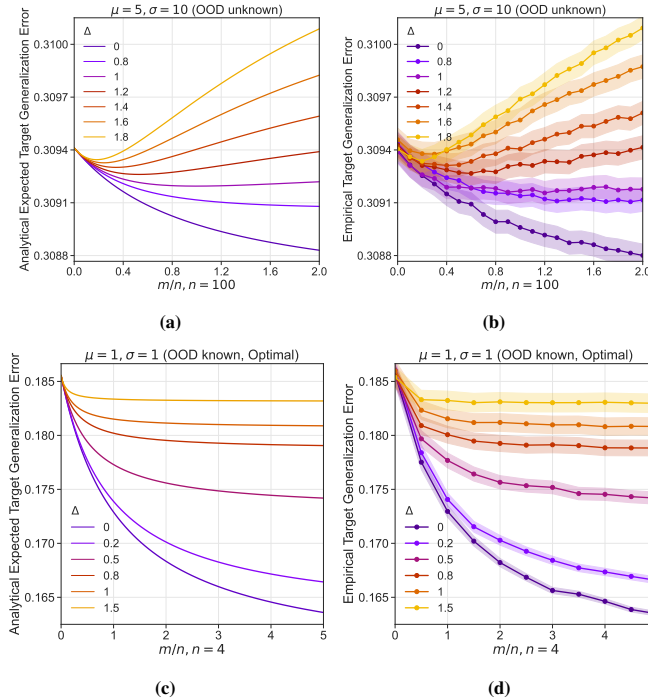 μ = 5, σ = 10 (OOD unknown)
Analytical Expected Target Generalization Error
0.3100
0.3097
0.3094
0.3091
0.3088
Δ
0
0.8
1
1.2
1.4
1.6
1.8
0.0 0.4 0.8 1.2 1.6 2.0
m/n, n = 100
(a)
μ = 5, σ = 10 (OOD unknown)
Empirical Target Generalization Error
0.3100
0.3097
0.3094
0.3091
0.3088
Δ
0
0.8
1
1.2
1.4
1.6
1.8
0.0 0.4 0.8 1.2 1.6 2.0
m/n, n = 100
(b)
μ = 1, σ = 1 (OOD known, Optimal)
Analytical Expected Target Generalization Error
0.185
0.180
0.175
0.170
0.165
Δ
0
0.2
0.5
0.8
1
1.5
0 1 2 3 4 5
m/n, n = 4
(c)
μ = 1, σ = 1 (OOD known, Optimal)
Empirical Target Generalization Error
0.185
0.180
0.175
0.170
0.165
Δ
0
0.2
0.5
0.8
1
1.5
0 1 2 3 4
m/n, n = 4
(d)